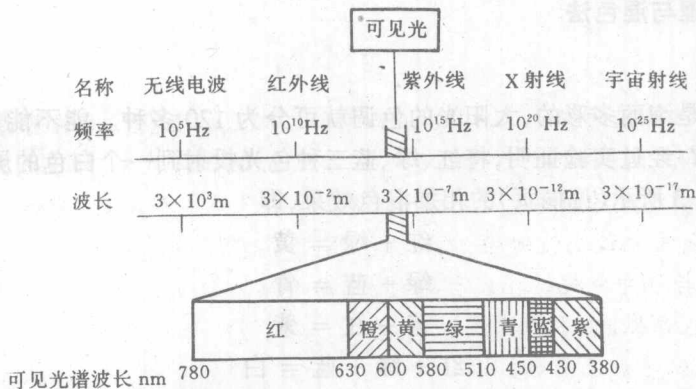 可见光
名称 无线电波 红外线 紫外线 X射线 宇宙射线
频率 10⁵Hz 10¹⁰Hz 10¹⁵Hz 10²⁰Hz 10²⁵Hz
波长 3×10³m 3×10⁻²m 3×10⁻⁷m 3×10⁻¹²m 3×10⁻¹⁷m
红 橙 黄 绿 青 蓝 紫
可见光谱波长 nm 780 630 600 580 510 450 430 380